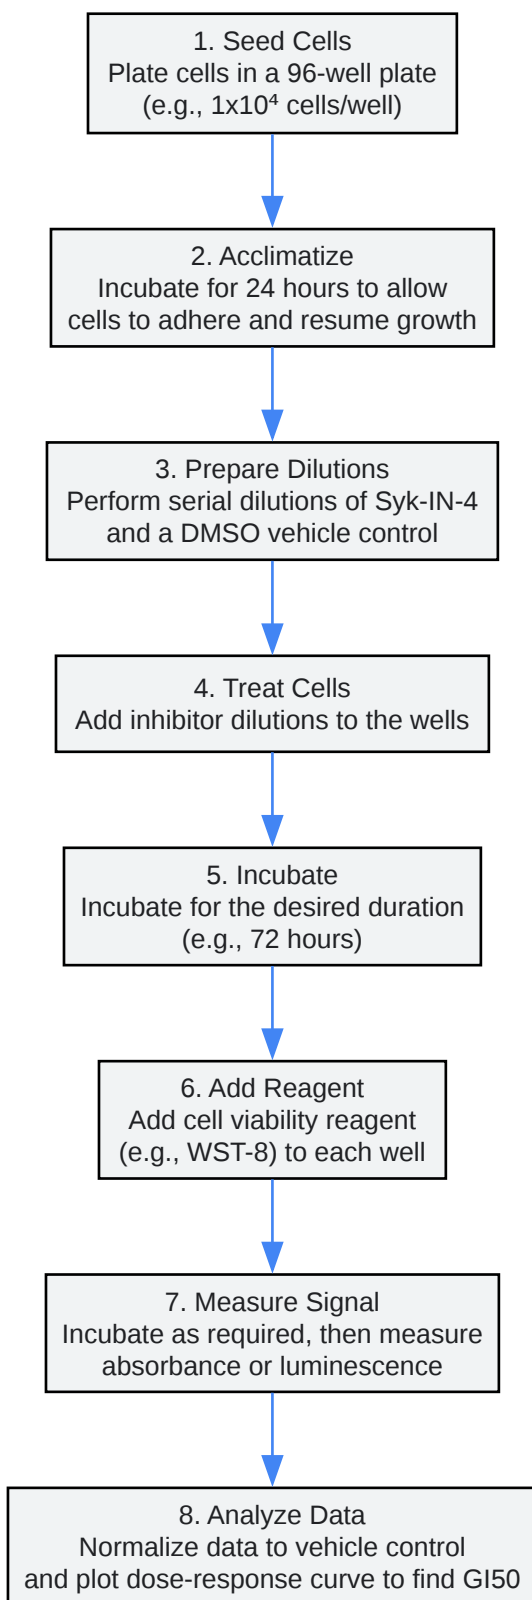 1. Seed Cells
Plate cells in a 96-well plate
(e.g., 1x10⁴ cells/well)
2. Acclimatize
Incubate for 24 hours to allow
cells to adhere and resume growth
3. Prepare Dilutions
Perform serial dilutions of Syk-IN-4
and a DMSO vehicle control
4. Treat Cells
Add inhibitor dilutions to the wells
5. Incubate
Incubate for the desired duration
(e.g., 72 hours)
6. Add Reagent
Add cell viability reagent
(e.g., WST-8) to each well
7. Measure Signal
Incubate as required, then measure
absorbance or luminescence
8. Analyze Data
Normalize data to vehicle control
and plot dose-response curve to find GI50